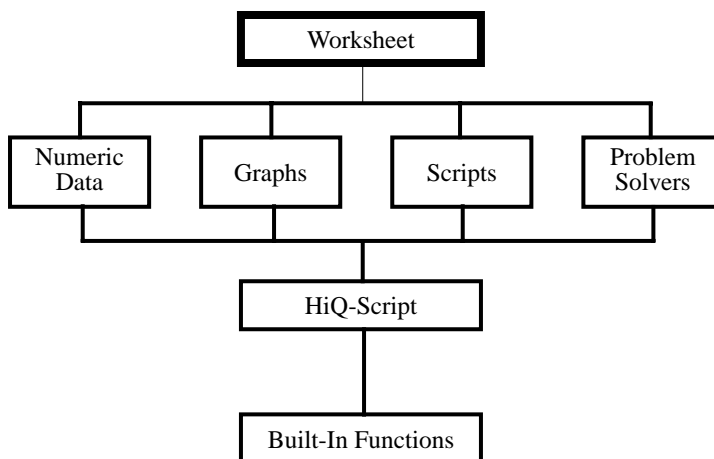 Worksheet
Numeric
Data
Graphs
Scripts
Problem
Solvers
HiQ-Script
Built-In Functions